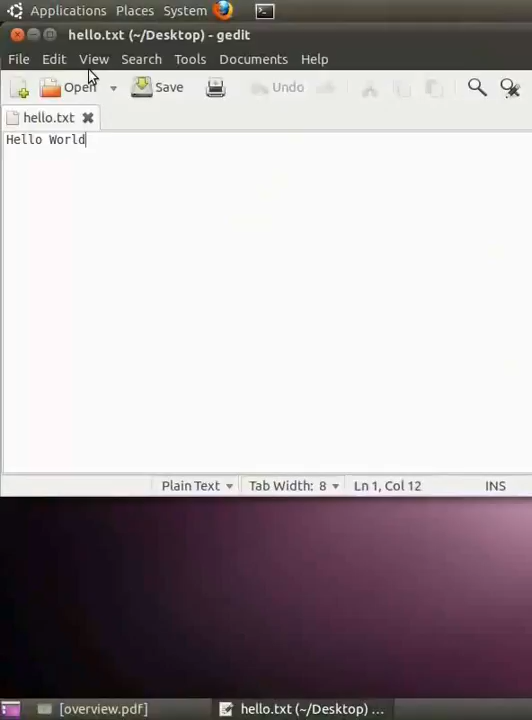 Applications Places System
hello.txt (~/Desktop) - gedit
File Edit View Search Tools Documents Help
Open Save Undo
hello.txt
Hello World
Plain Text Tab Width: 8 Ln 1, Col 12 INS
[overview.pdf] hello.txt (~/Desktop) ...